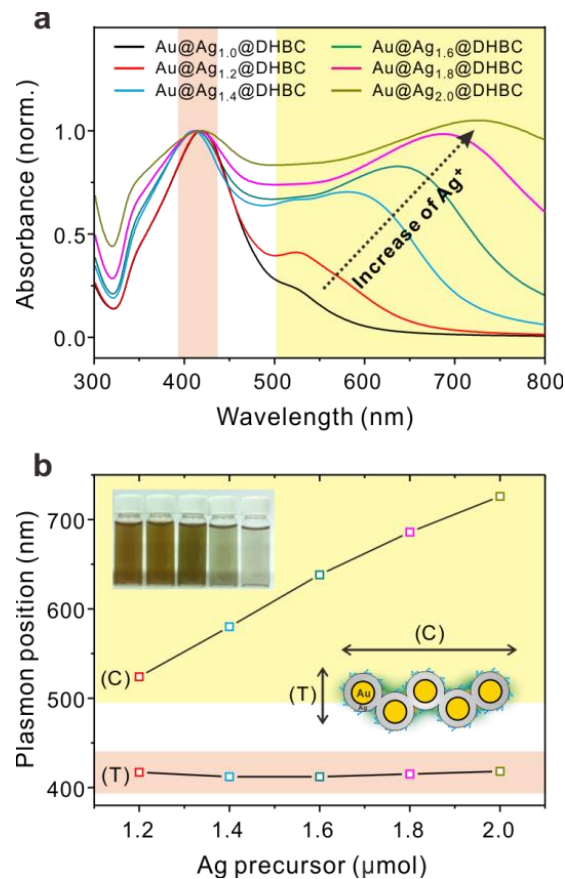 a
Au@Ag1.0@DHBC Au@Ag1.6@DHBC
Au@Ag1.2@DHBC Au@Ag1.8@DHBC
Au@Ag1.4@DHBC Au@Ag2.0@DHBC
Absorbance (norm.)
1.0
0.5
0.0
Increase of Ag+
300 400 500 600 700 800
Wavelength (nm)
b
Plasmon position (nm)
700
600
500
400
(C)
(C)
(T)
Au
Ag
(T)
1.2 1.4 1.6 1.8 2.0
Ag precursor (μmol)